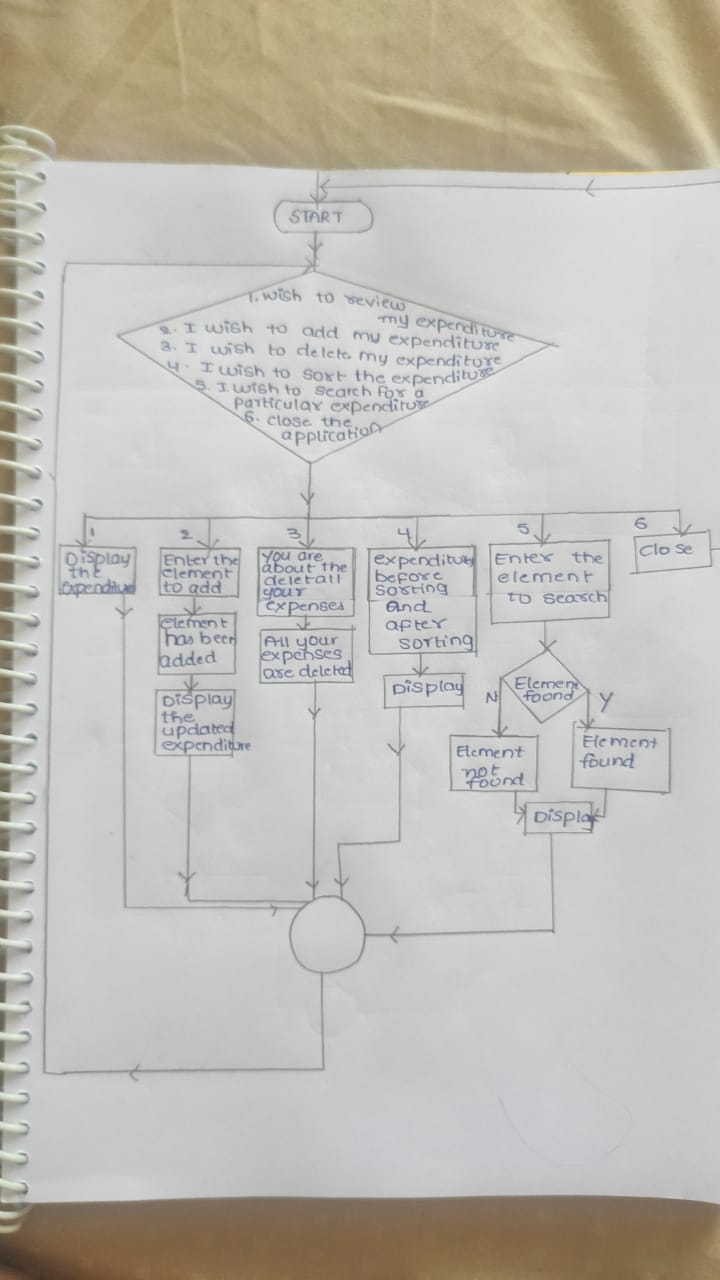 START
1. wish to review
my expenditure
2. I wish to add my expenditure
3. I wish to delete my expenditure
4. I wish to sort the expenditure
5. I wish to search for a
particular expenditure
6. close the
application
1
Display
the
expenditure
2
Enter the
element
to add
element
has been
added
Display
the
updated
expenditure
3
You are
about the
delet all
your
expenses
All your
expenses
are deleted
4
expenditure
before
sorting
and
after
sorting
Display
5
Enter the
element
to search
Element
foond
N
Y
Element
not
found
Element
found
Display
6
Close